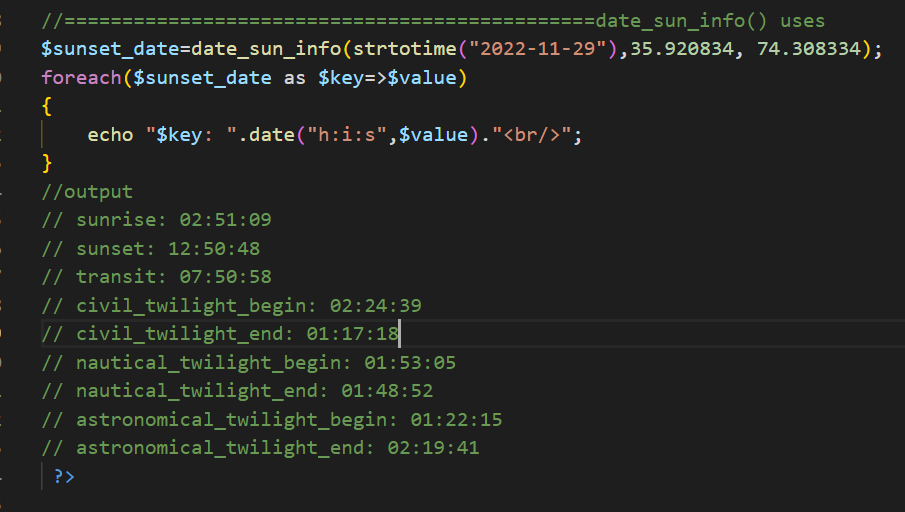 //==============================================date_sun_info() uses
$sunset_date=date_sun_info(strtotime("2022-11-29"),35.920834, 74.308334);
foreach($sunset_date as $key=>$value)
{
    echo "$key: ".date("h:i:s",$value)."<br/>";
}
//output
// sunrise: 02:51:09
// sunset: 12:50:48
// transit: 07:50:58
// civil_twilight_begin: 02:24:39
// civil_twilight_end: 01:17:18
// nautical_twilight_begin: 01:53:05
// nautical_twilight_end: 01:48:52
// astronomical_twilight_begin: 01:22:15
// astronomical_twilight_end: 02:19:41
?>